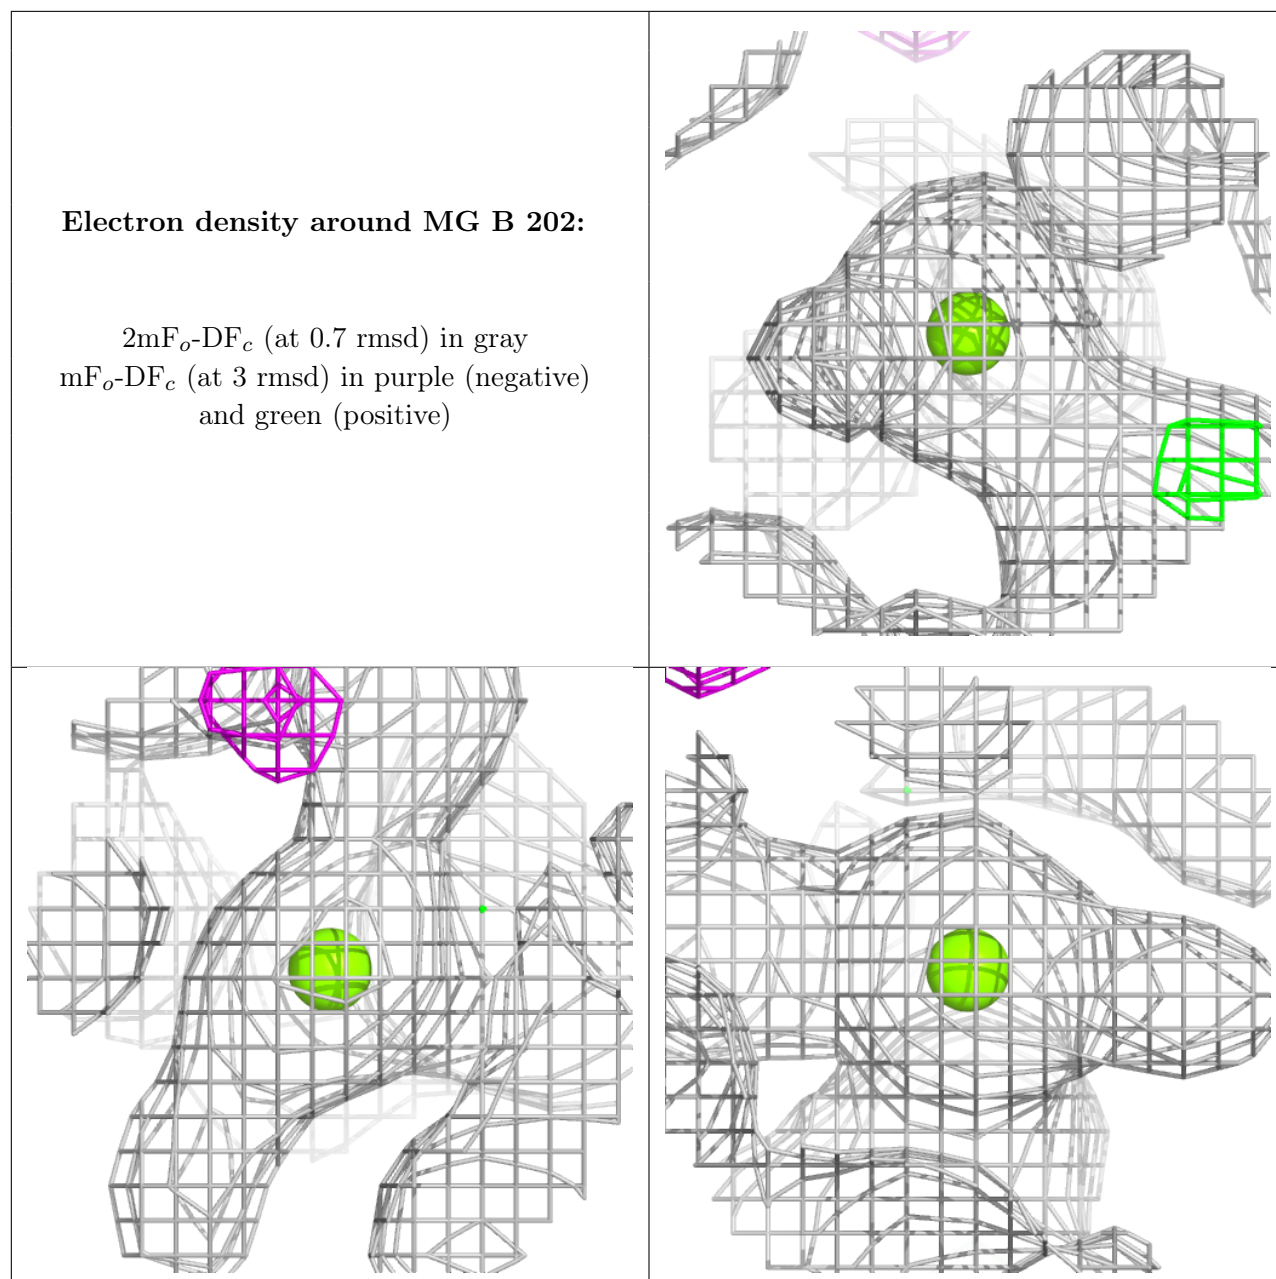 Electron density around MG B 202:
2mFo-DFc (at 0.7 rmsd) in gray
mFo-DFc (at 3 rmsd) in purple (negative)
and green (positive)